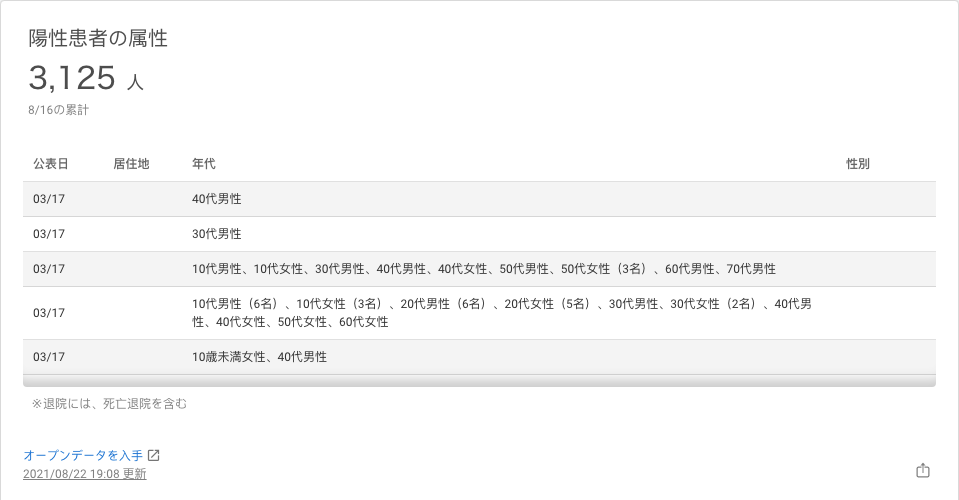 陽性患者の属性
3,125 人
8/16の累計
公表日 居住地 年代 性別
03/17 40代男性
03/17 30代男性
03/17 10代男性、10代女性、30代男性、40代男性、40代女性、50代男性、50代女性（3名）、60代男性、70代男性
03/17 10代男性（6名）、10代女性（3名）、20代男性（6名）、20代女性（5名）、30代男性、30代女性（2名）、40代男
性、40代女性、50代女性、60代女性
03/17 10歳未満女性、40代男性
※退院には、死亡退院を含む
オープンデータを入手
2021/08/22 19:08 更新